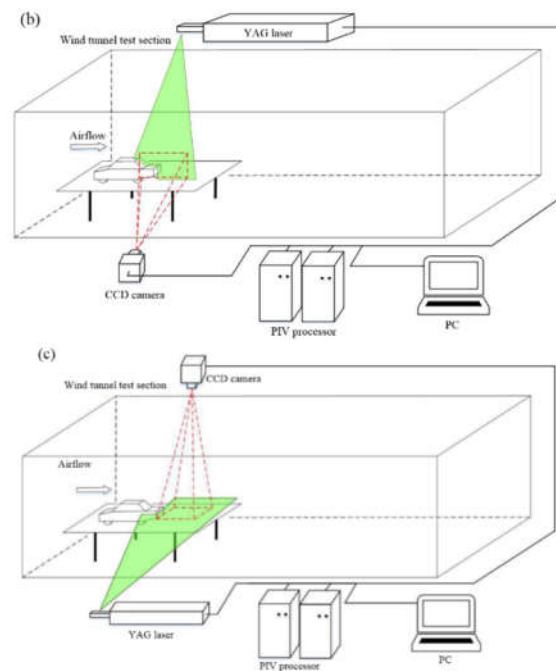 (b)
YAG laser
Wind tunnel test section
Airflow
CCD camera
PIV processor
PC
(c)
CCD camera
Wind tunnel test section
Airflow
YAG laser
PIV processor
PC